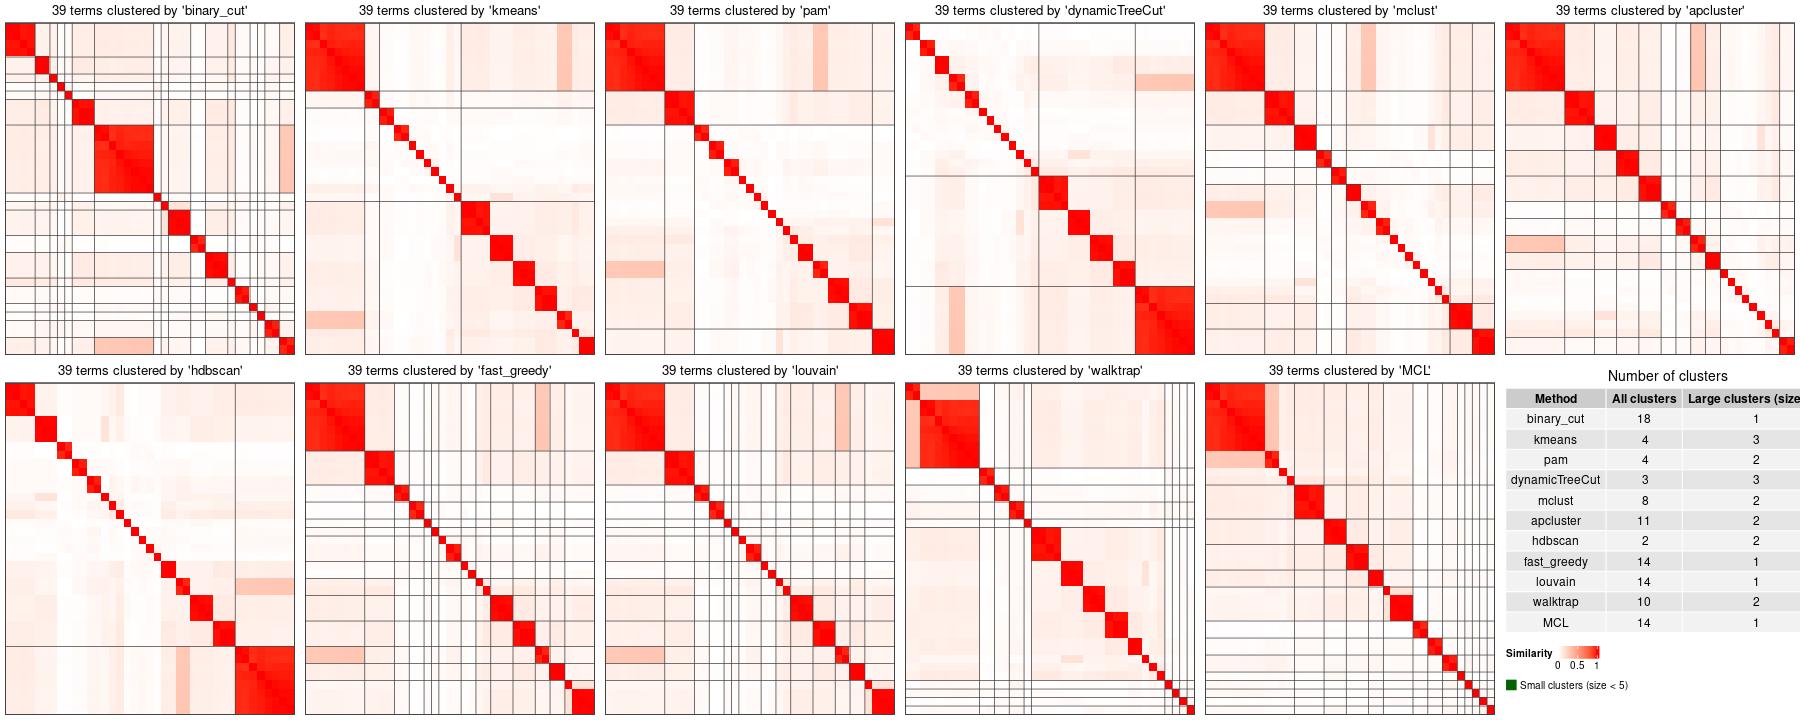 39 terms clustered by 'binary_cut'
39 terms clustered by 'kmeans'
39 terms clustered by 'pam'
39 terms clustered by 'dynamicTreeCut'
39 terms clustered by 'mclust'
39 terms clustered by 'apcluster'
39 terms clustered by 'hdbscan'
39 terms clustered by 'fast_greedy'
39 terms clustered by 'louvain'
39 terms clustered by 'walktrap'
39 terms clustered by 'MCL'
Number of clusters
Method All clusters Large clusters (size
binary_cut 18 1
kmeans 4 3
pam 4 2
dynamicTreeCut 3 3
mclust 8 2
apcluster 11 2
hdbscan 2 2
fast_greedy 14 1
louvain 14 1
walktrap 10 2
MCL 14 1
Similarity
0 0.5 1
Small clusters (size < 5)